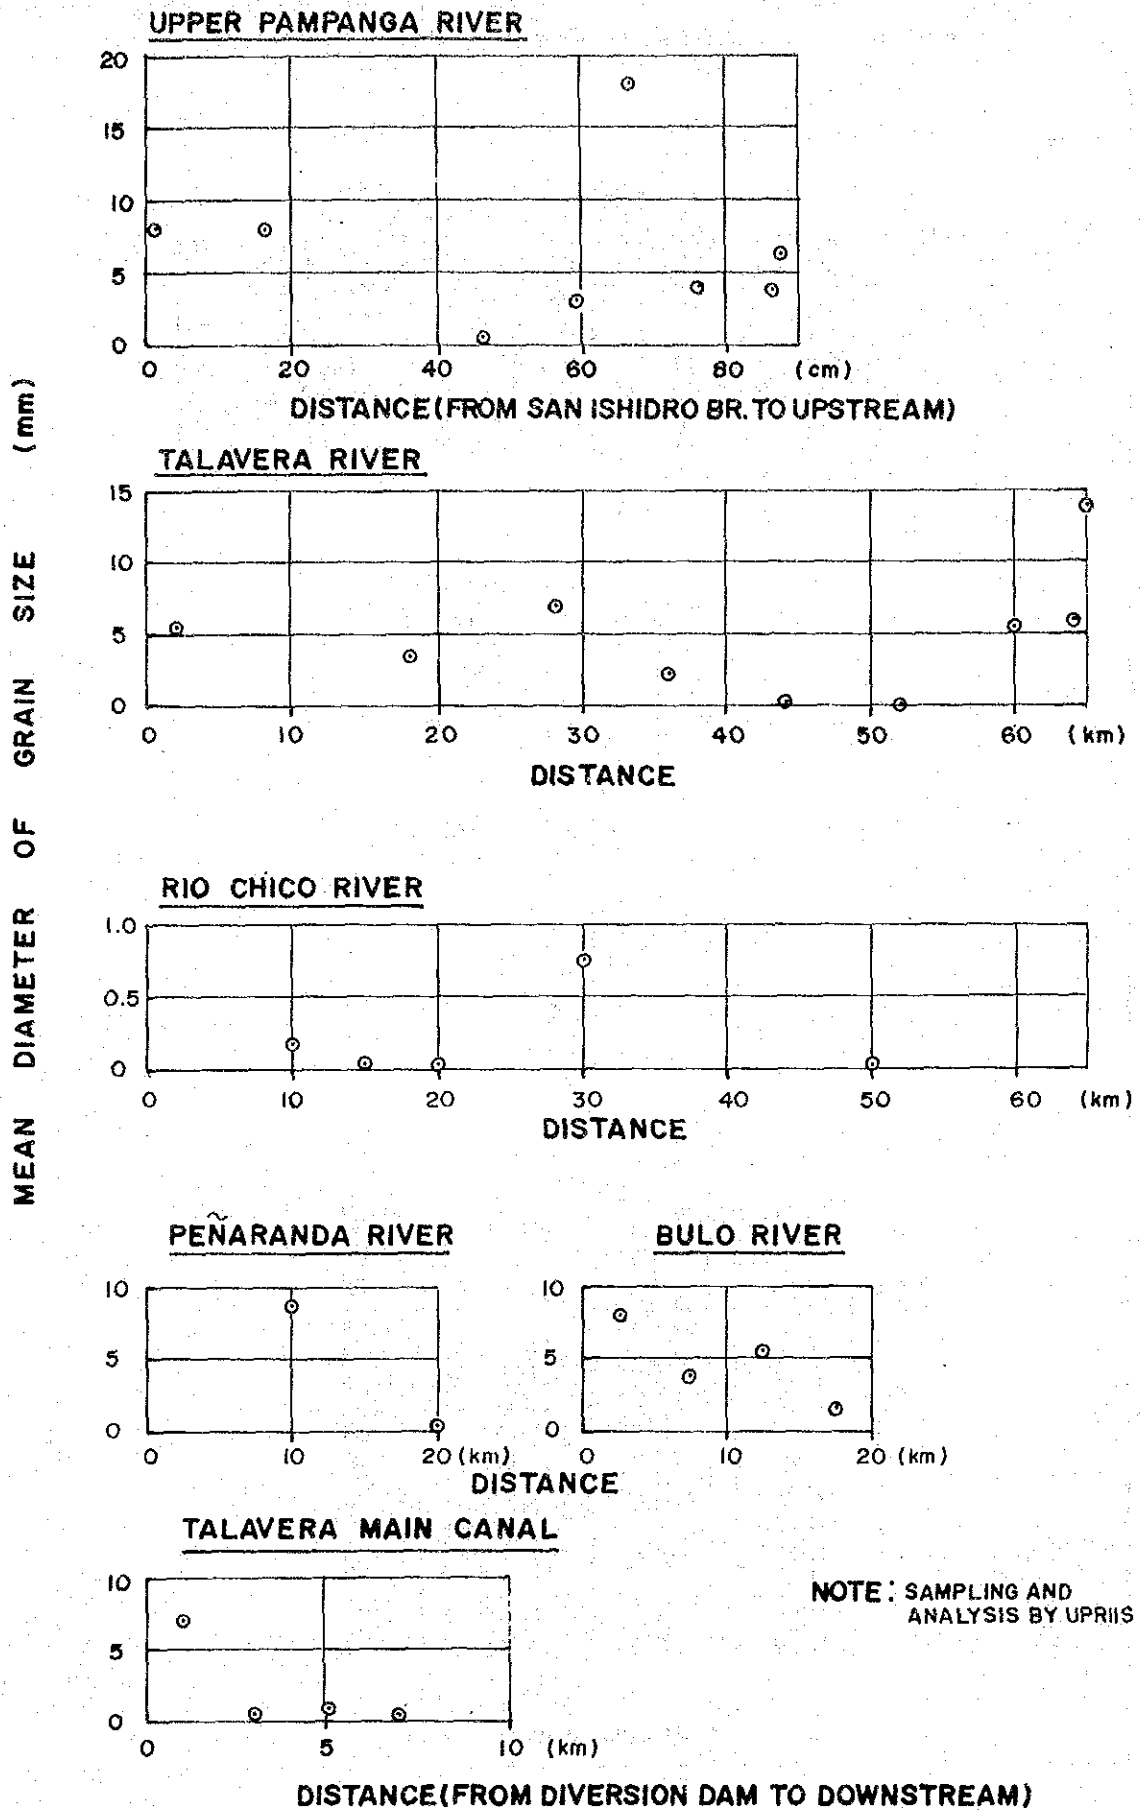 UPPER PAMPANGA RIVER
20
15
10
5
0
0 20 40 60 80 (cm)
DISTANCE (FROM SAN ISHIDRO BR. TO UPSTREAM)
MEAN DIAMETER OF GRAIN SIZE (mm)
TALAVERA RIVER
15
10
5
0
0 10 20 30 40 50 60 (km)
DISTANCE
RIO CHICO RIVER
1.0
0.5
0
0 10 20 30 40 50 60 (km)
DISTANCE
PEÑARANDA RIVER
10
5
0
0 10 20 (km)
BULO RIVER
10
5
0
0 10 20 (km)
DISTANCE
TALAVERA MAIN CANAL
10
5
0
0 5 10 (km)
DISTANCE (FROM DIVERSION DAM TO DOWNSTREAM)
NOTE: SAMPLING AND
ANALYSIS BY UPRIIS